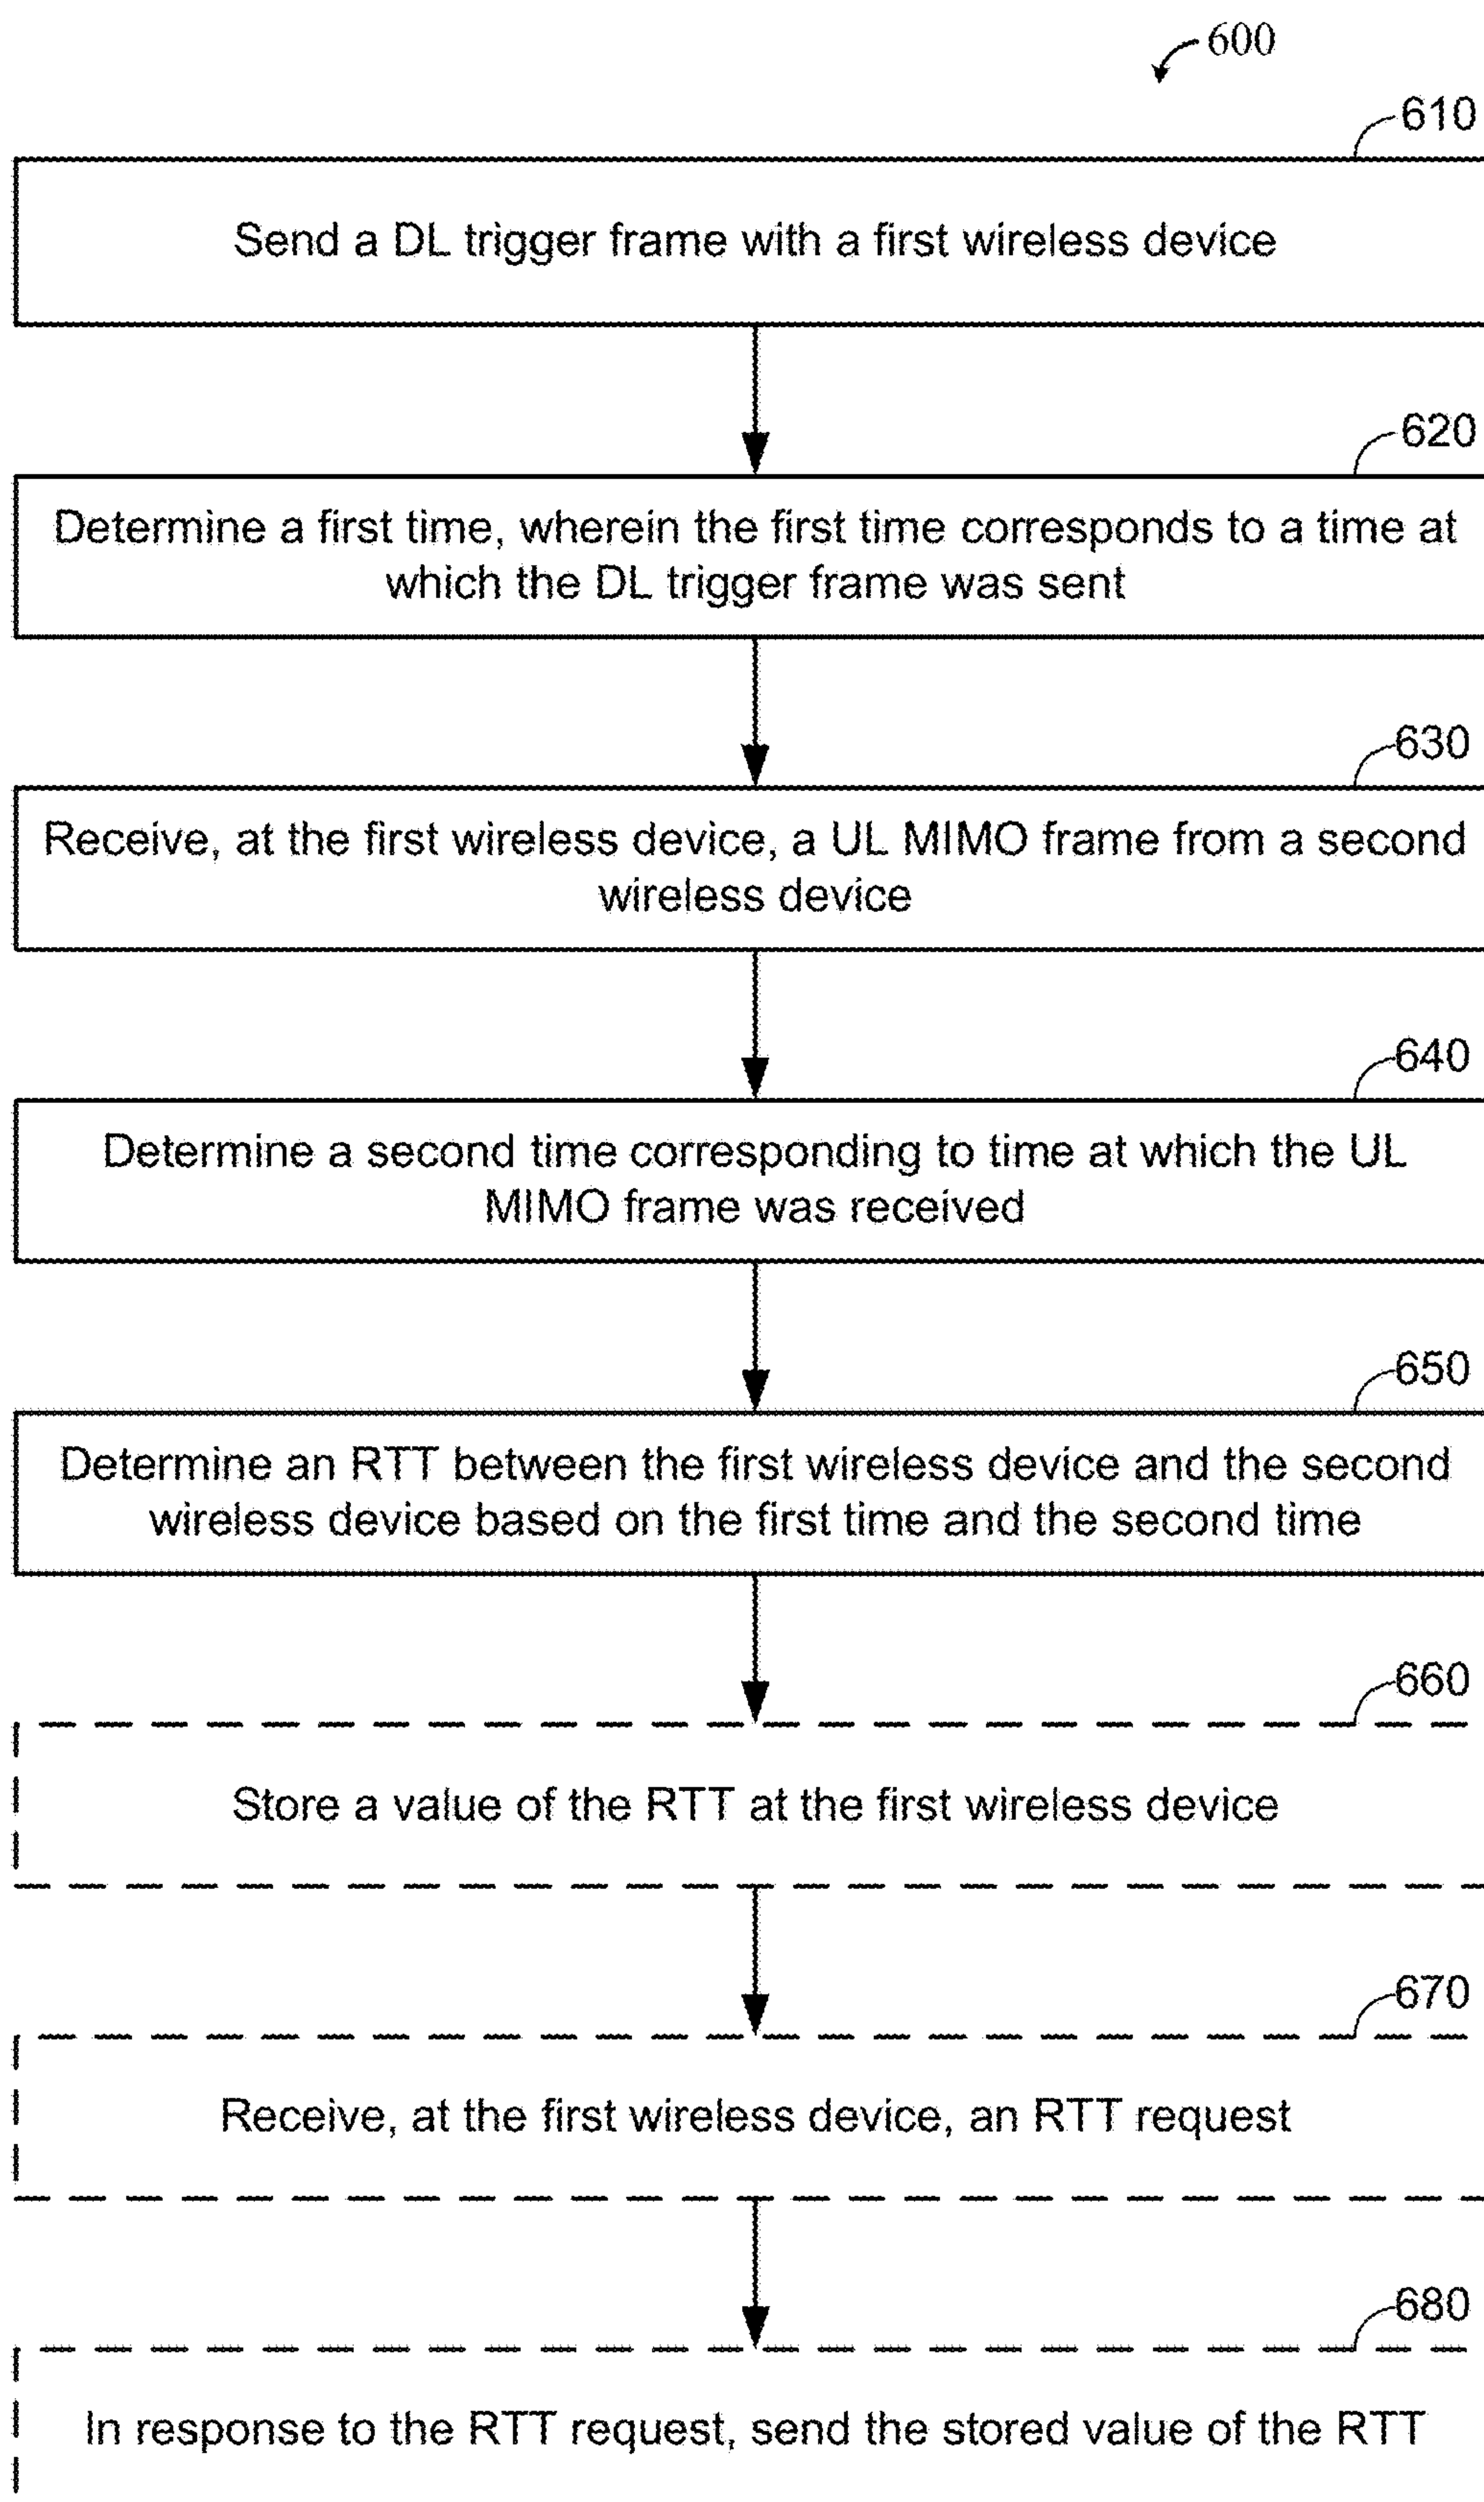 600
610
Send a DL trigger frame with a first wireless device
620
Determine a first time, wherein the first time corresponds to a time at
which the DL trigger frame was sent
630
Receive, at the first wireless device, a UL MIMO frame from a second
wireless device
640
Determine a second time corresponding to time at which the UL
MIMO frame was received
650
Determine an RTT between the first wireless device and the second
wireless device based on the first time and the second time
660
Store a value of the RTT at the first wireless device
670
Receive, at the first wireless device, an RTT request
680
In response to the RTT request, send the stored value of the RTT